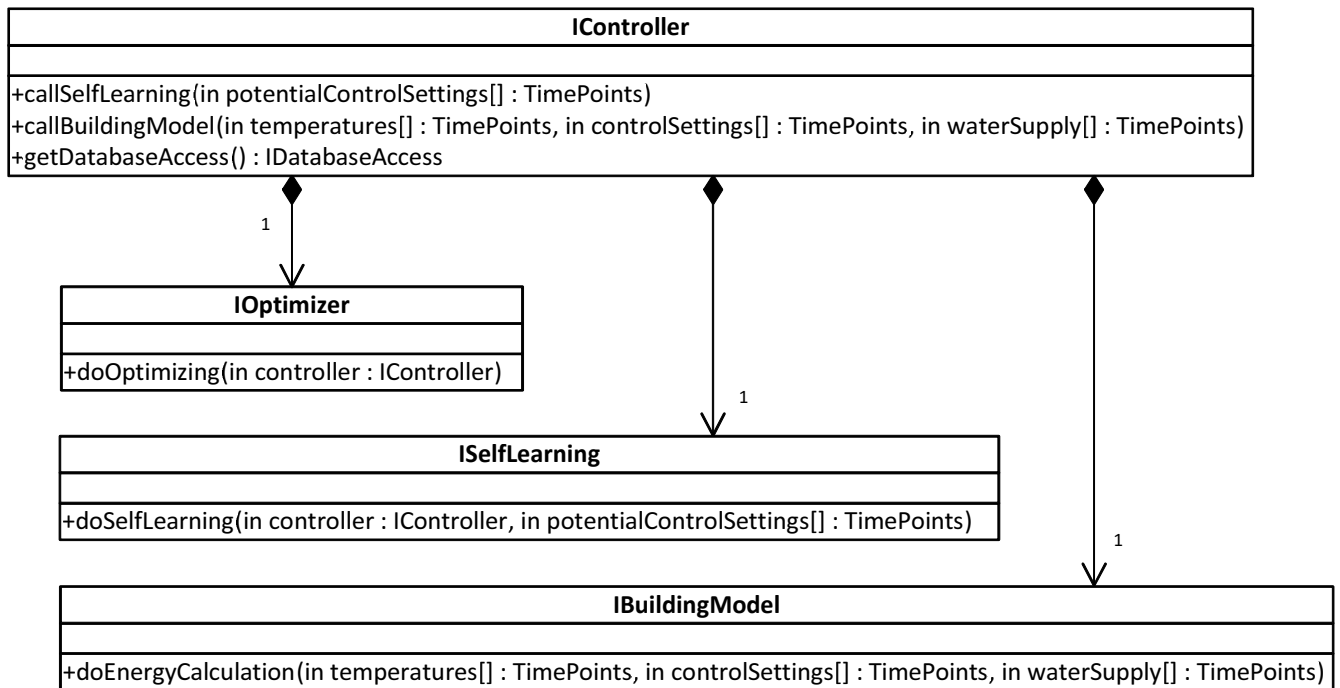 IController
+callSelfLearning(in potentialControlSettings[] : TimePoints)
+callBuildingModel(in temperatures[] : TimePoints, in controlSettings[] : TimePoints, in waterSupply[] : TimePoints)
+getDatabaseAccess() : IDatabaseAccess
1
IOptimizer
+doOptimizing(in controller : IController)
1
ISelfLearning
+doSelfLearning(in controller : IController, in potentialControlSettings[] : TimePoints)
1
IBuildingModel
+doEnergyCalculation(in temperatures[] : TimePoints, in controlSettings[] : TimePoints, in waterSupply[] : TimePoints)